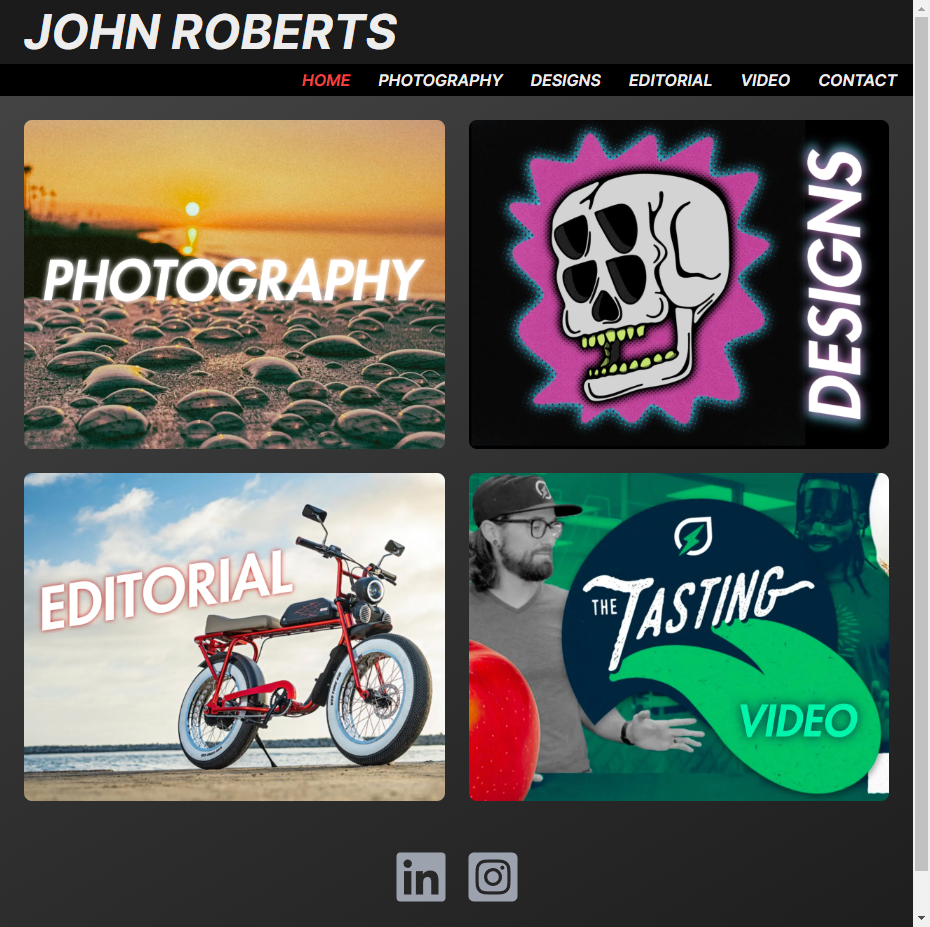 JOHN ROBERTS
HOME PHOTOGRAPHY DESIGNS EDITORIAL VIDEO CONTACT
PHOTOGRAPHY
DESIGNS
EDITORIAL
THE TASTING
VIDEO
in